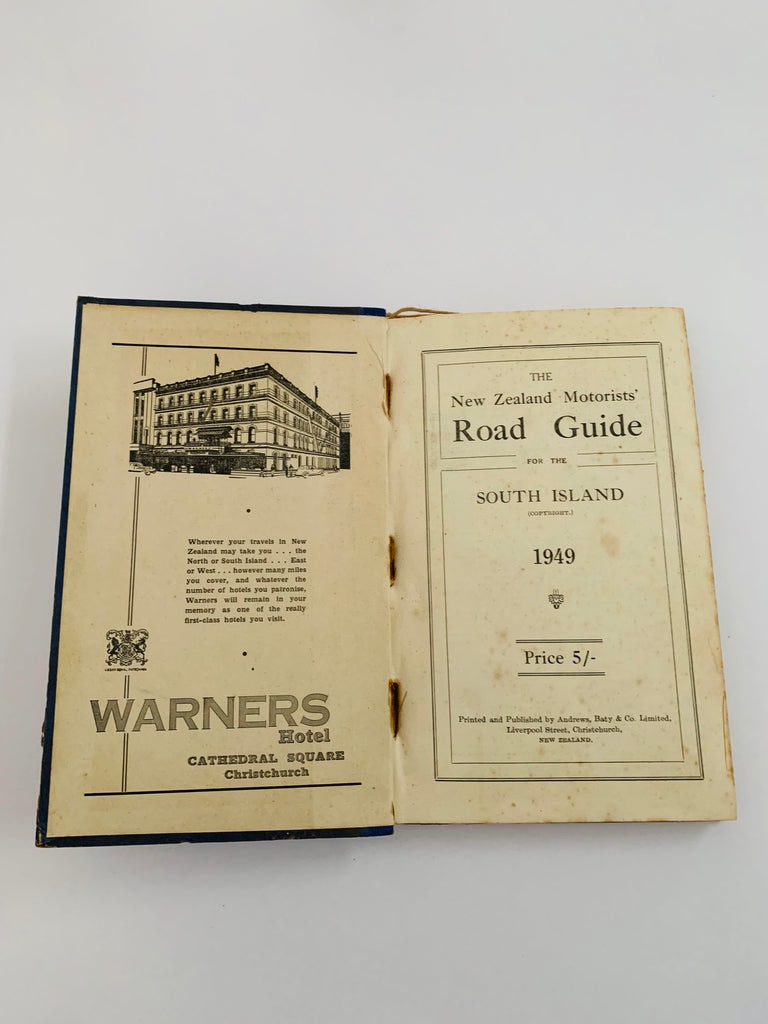 Wherever your travels in New
Zealand may take you . . . the
North or South Island . . . East
or West . . . however many miles
you cover, and whatever the
number of hotels you patronise,
Warners will remain in your
memory as one of the really
first-class hotels you visit.
WARNERS
Hotel
CATHEDRAL SQUARE
Christchurch
THE
New Zealand Motorists'
Road Guide
FOR THE
SOUTH ISLAND
(COPYRIGHT.)
1949
Price 5/-
Printed and Published by Andrews, Baty & Co. Limited,
Liverpool Street, Christchurch,
NEW ZEALAND.